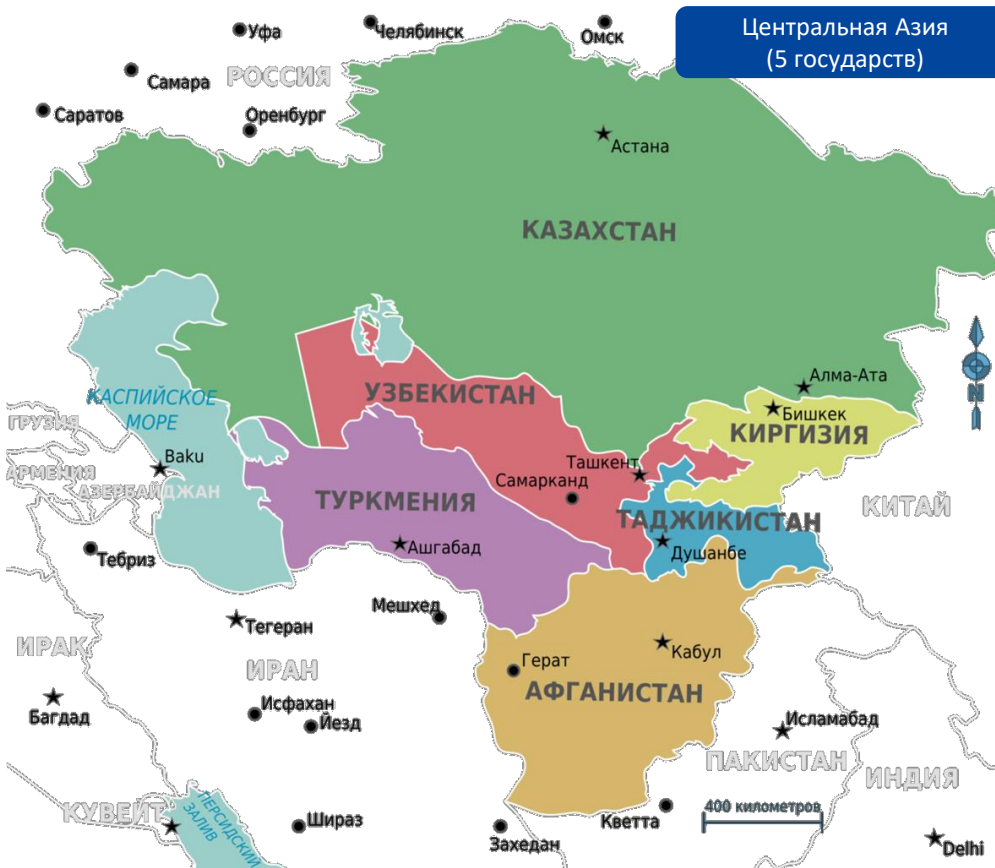 Центральная Азия
(5 государств)
Уфа
Челябинск
Омск
Самара
РОССИЯ
Саратов
Оренбург
Астана
КАЗАХСТАН
КАСПИЙСКОЕ
МОРЕ
УЗБЕКИСТАН
Алма-Ата
N
Бишкек
КИРГИЗИЯ
ГРУЗИЯ
Baku
АРМЕНИЯ
АЗЕРБАЙДЖАН
Ташкент
Самарканд
ТУРКМЕНИЯ
КИТАЙ
ТАДЖИКИСТАН
Ашгабад
Душанбе
Тебриз
Мешхед
Тегеран
ИРАК
ИРАН
Герат
Кабул
АФГАНИСТАН
Багдад
Исфахан
Йезд
Исламабад
ПАКИСТАН
ИНДИЯ
КУВЕЙТ
ПЕРСИДСКИЙ
ЗАЛИВ
Шираз
Захедан
Кветта
400 километров
Delhi